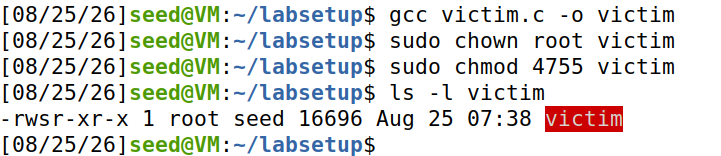 [08/25/26]seed@VM:~/labsetup$ gcc victim.c -o victim
[08/25/26]seed@VM:~/labsetup$ sudo chown root victim
[08/25/26]seed@VM:~/labsetup$ sudo chmod 4755 victim
[08/25/26]seed@VM:~/labsetup$ ls -l victim
-rwsr-xr-x 1 root seed 16696 Aug 25 07:38 victim
[08/25/26]seed@VM:~/labsetup$